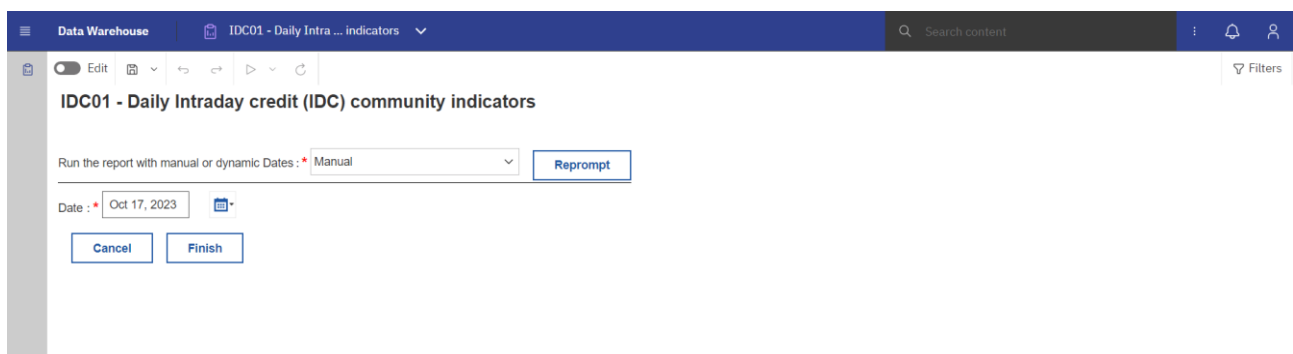 Data Warehouse IDC01 - Daily Intra ... indicators Search content
Edit Filters
IDC01 - Daily Intraday credit (IDC) community indicators
Run the report with manual or dynamic Dates : * Manual Reprompt
Date : * Oct 17, 2023
Cancel Finish